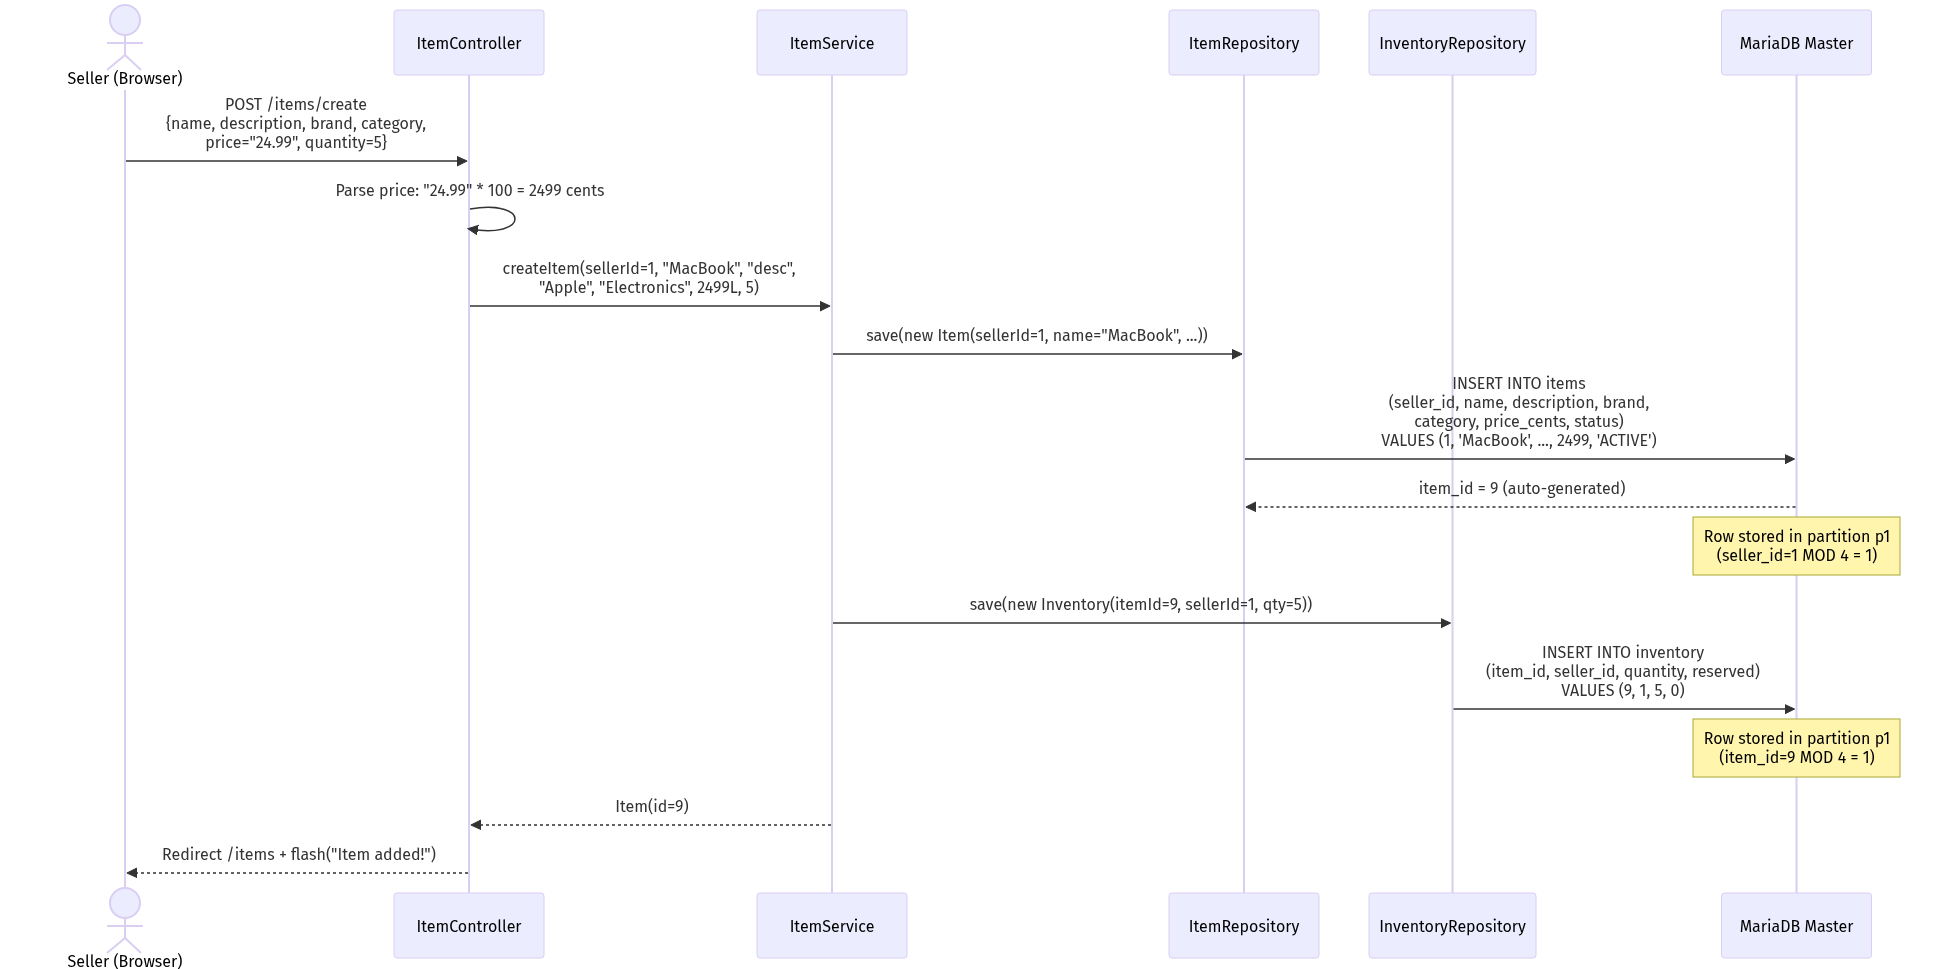 Seller (Browser)
ItemController
ItemService
ItemRepository
InventoryRepository
MariaDB Master
POST /items/create
{name, description, brand, category,
price="24.99", quantity=5}
Parse price: "24.99" * 100 = 2499 cents
createItem(sellerId=1, "MacBook", "desc",
"Apple", "Electronics", 2499L, 5)
save(new Item(sellerId=1, name="MacBook", ...))
INSERT INTO items
(seller_id, name, description, brand,
category, price_cents, status)
VALUES (1, 'MacBook', ..., 2499, 'ACTIVE')
item_id = 9 (auto-generated)
Row stored in partition p1
(seller_id=1 MOD 4 = 1)
save(new Inventory(itemId=9, sellerId=1, qty=5))
INSERT INTO inventory
(item_id, seller_id, quantity, reserved)
VALUES (9, 1, 5, 0)
Row stored in partition p1
(item_id=9 MOD 4 = 1)
Item(id=9)
Redirect /items + flash("Item added!")
Seller (Browser)
ItemController
ItemService
ItemRepository
InventoryRepository
MariaDB Master